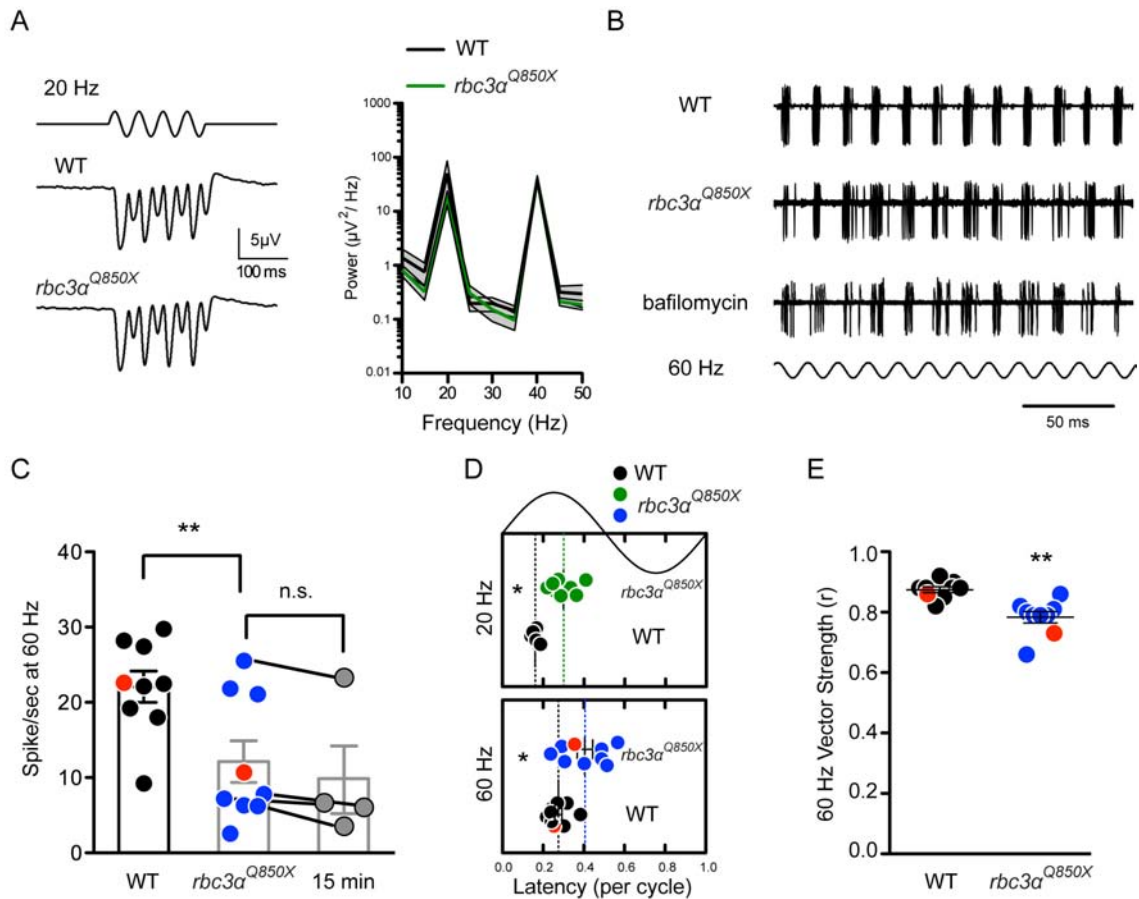 A
20 Hz
WT
rbc3α^Q850X
5µV
100 ms
WT
rbc3α^Q850X
Power (µV²/ Hz)
1000
100
10
1
0.1
0.01
10 20 30 40 50
Frequency (Hz)
B
WT
rbc3α^Q850X
bafilomycin
60 Hz
50 ms
C
**
n.s.
Spike/sec at 60 Hz
40
30
20
10
0
WT rbc3α^Q850X 15 min
D
WT
rbc3α^Q850X
20 Hz
*
rbc3α^Q850X
WT
60 Hz
*
rbc3α^Q850X
WT
0.0 0.2 0.4 0.6 0.8 1.0
Latency (per cycle)
E
**
60 Hz Vector Strength (r)
1.0
0.8
0.6
0.4
0.2
0.0
WT rbc3α^Q850X